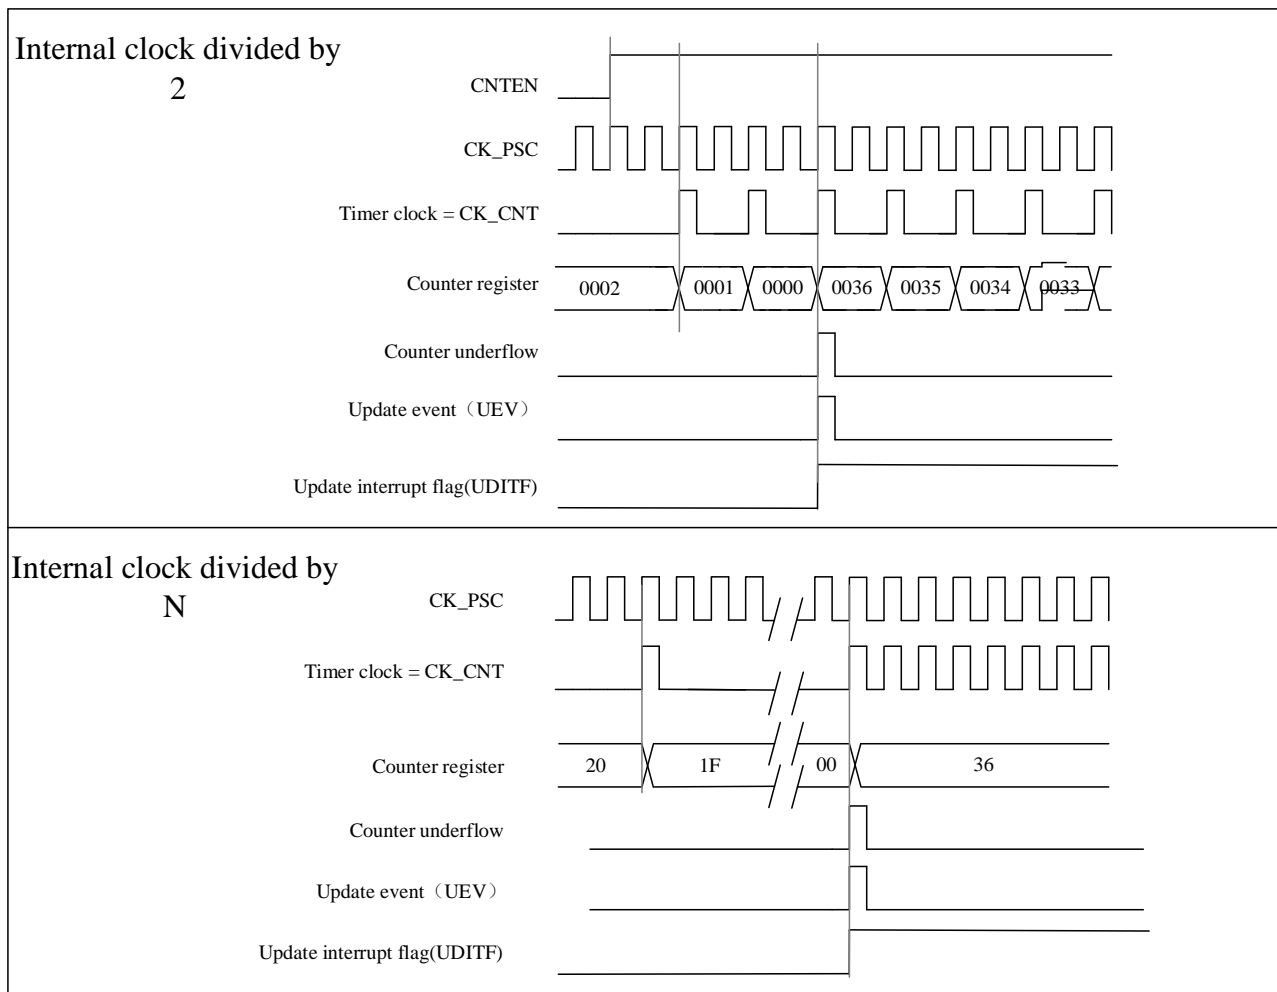 Internal clock divided by
2
CNTEN
CK_PSC
Timer clock = CK_CNT
Counter register
0002 0001 0000 0036 0035 0034 0033
Counter underflow
Update event（UEV）
Update interrupt flag(UDITF)
Internal clock divided by
N
CK_PSC
Timer clock = CK_CNT
Counter register
20 1F 00 36
Counter underflow
Update event（UEV）
Update interrupt flag(UDITF)